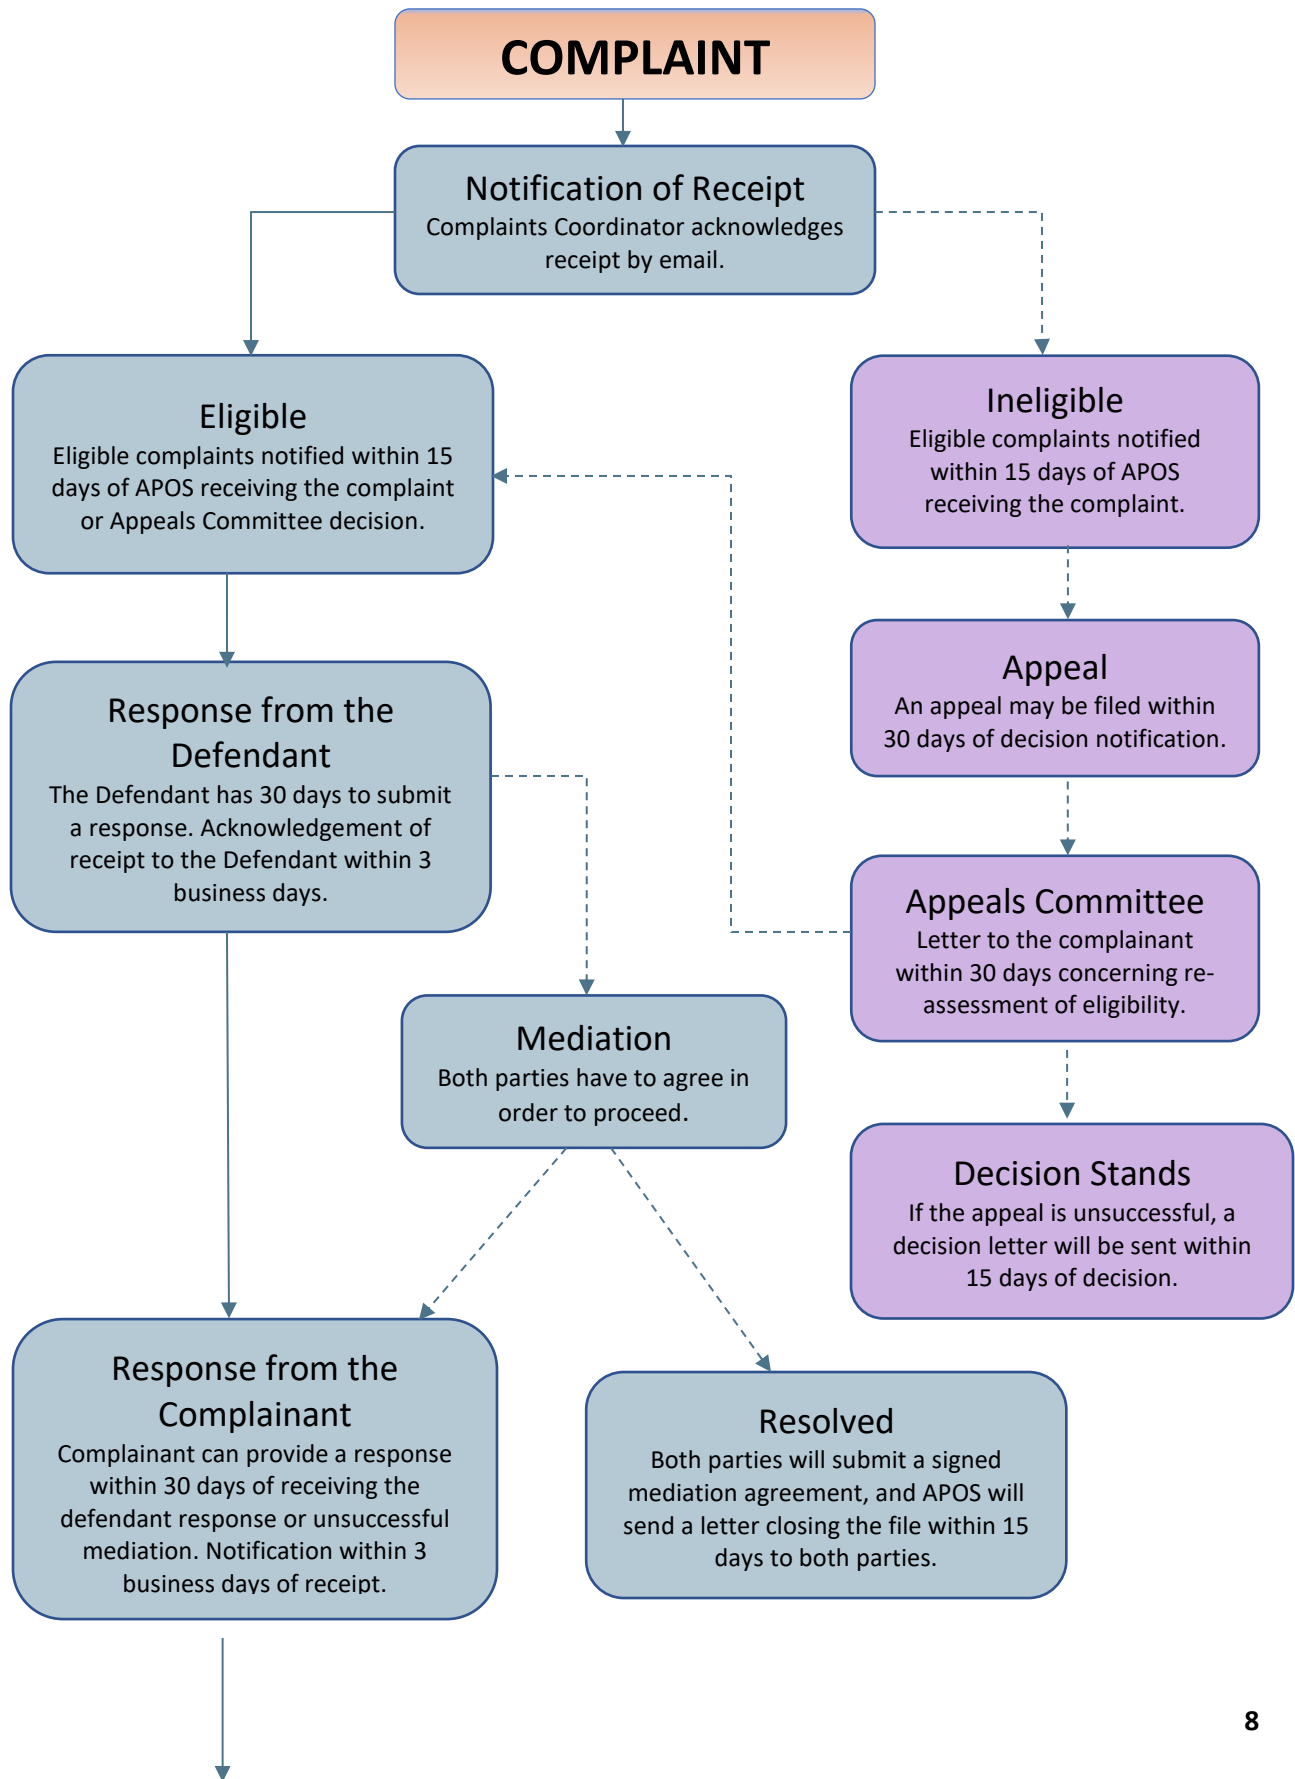 COMPLAINT
Notification of Receipt
Complaints Coordinator acknowledges
receipt by email.
Eligible
Eligible complaints notified within 15
days of APOS receiving the complaint
or Appeals Committee decision.
Ineligible
Eligible complaints notified
within 15 days of APOS
receiving the complaint.
Appeal
An appeal may be filed within
30 days of decision notification.
Response from the
Defendant
The Defendant has 30 days to submit
a response. Acknowledgement of
receipt to the Defendant within 3
business days.
Appeals Committee
Letter to the complainant
within 30 days concerning re-
assessment of eligibility.
Mediation
Both parties have to agree in
order to proceed.
Decision Stands
If the appeal is unsuccessful, a
decision letter will be sent within
15 days of decision.
Response from the
Complainant
Complainant can provide a response
within 30 days of receiving the
defendant response or unsuccessful
mediation. Notification within 3
business days of receipt.
Resolved
Both parties will submit a signed
mediation agreement, and APOS will
send a letter closing the file within 15
days to both parties.
8